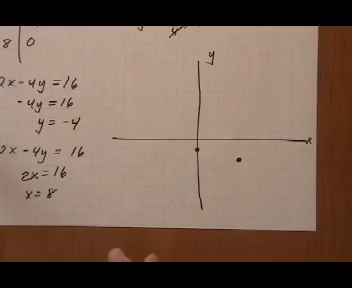 8 | 0
2x - 4y = 16
-4y = 16
y = -4
2x - 4y = 16
2x = 16
x = 8
y
x